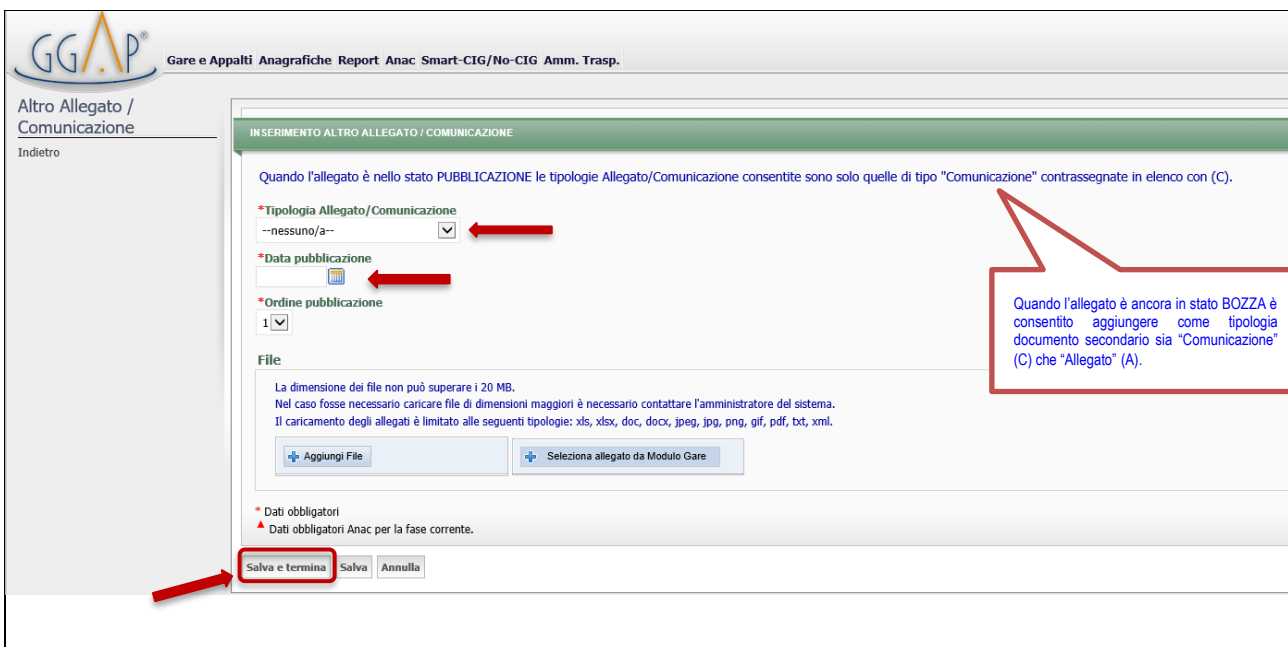 GGAP®
Gare e Appalti Anagrafiche Report Anac Smart-CIG/No-CIG Amm. Trasp.
Altro Allegato /
Comunicazione
Indietro
INSERIMENTO ALTRO ALLEGATO / COMUNICAZIONE
Quando l'allegato è nello stato PUBBLICAZIONE le tipologie Allegato/Comunicazione consentite sono solo quelle di tipo "Comunicazione" contrassegnate in elenco con (C).
*Tipologia Allegato/Comunicazione
--nessuno/a--
*Data pubblicazione
*Ordine pubblicazione
1
Quando l’allegato è ancora in stato BOZZA è
consentito aggiungere come tipologia
documento secondario sia “Comunicazione”
(C) che “Allegato” (A).
File
La dimensione dei file non può superare i 20 MB.
Nel caso fosse necessario caricare file di dimensioni maggiori è necessario contattare l'amministratore del sistema.
Il caricamento degli allegati è limitato alle seguenti tipologie: xls, xlsx, doc, docx, jpeg, jpg, png, gif, pdf, txt, xml.
Aggiungi File
Seleziona allegato da Modulo Gare
* Dati obbligatori
Dati obbligatori Anac per la fase corrente.
Salva e termina Salva Annulla